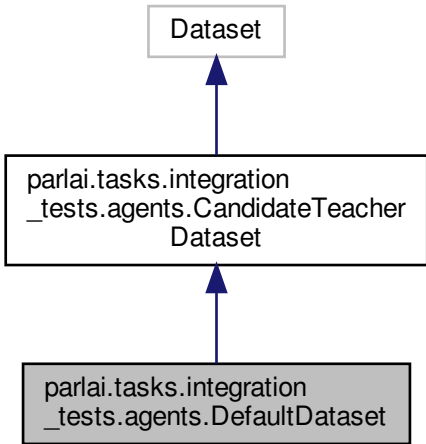 Dataset
parlai.tasks.integration
_tests.agents.CandidateTeacher
Dataset
parlai.tasks.integration
_tests.agents.DefaultDataset